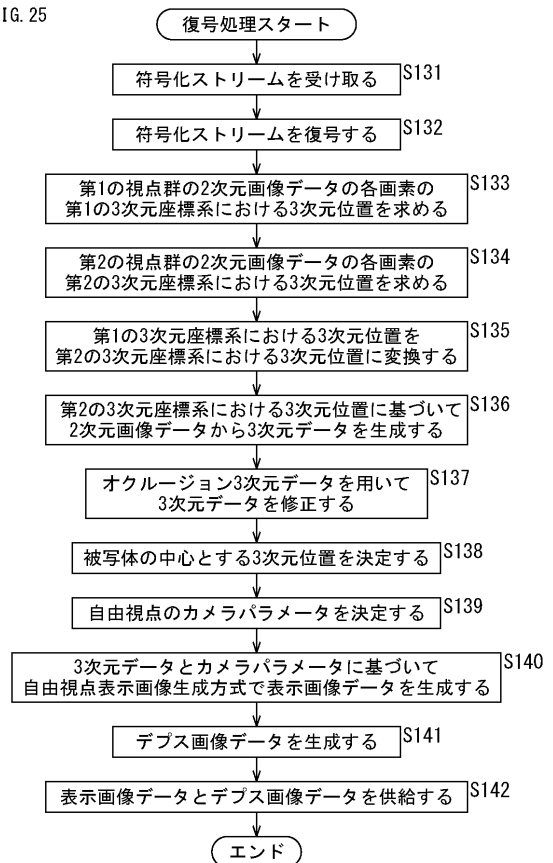 IG. 25
復号処理スタート
符号化ストリームを受け取る
S131
符号化ストリームを復号する
S132
第1の視点群の2次元画像データの各画素の
第1の3次元座標系における3次元位置を求める
S133
第2の視点群の2次元画像データの各画素の
第2の3次元座標系における3次元位置を求める
S134
第1の3次元座標系における3次元位置を
第2の3次元座標系における3次元位置に変換する
S135
第2の3次元座標系における3次元位置に基づいて
2次元画像データから3次元データを生成する
S136
オクルージョン3次元データを用いて
3次元データを修正する
S137
被写体の中心とする3次元位置を決定する
S138
自由視点のカメラパラメータを決定する
S139
3次元データとカメラパラメータに基づいて
自由視点表示画像生成方式で表示画像データを生成する
S140
デプス画像データを生成する
S141
表示画像データとデプス画像データを供給する
S142
エンド